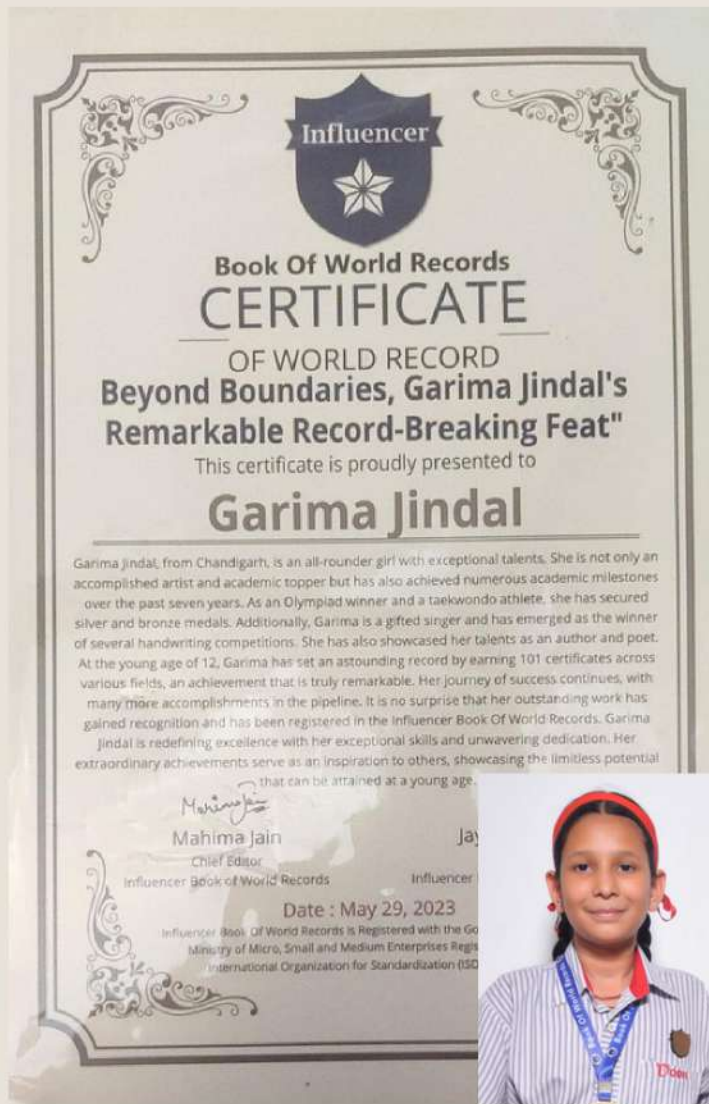 Influencer
Book Of World Records
CERTIFICATE
OF WORLD RECORD
Beyond Boundaries, Garima Jindal's
Remarkable Record-Breaking Feat"
This certificate is proudly presented to
Garima Jindal
Garima Jindal, from Chandigarh, is an all-rounder girl with exceptional talents. She is not only an
accomplished artist and academic topper but has also achieved numerous academic milestones
over the past seven years. As an Olympiad winner and a taekwondo athlete, she has secured
silver and bronze medals. Additionally, Garima is a gifted singer and has emerged as the winner
of several handwriting competitions. She has also showcased her talents as an author and poet.
At the young age of 12, Garima has set an astounding record by earning 101 certificates across
various fields, an achievement that is truly remarkable. Her journey of success continues, with
many more accomplishments in the pipeline. It is no surprise that her outstanding work has
gained recognition and has been registered in the Influencer Book Of World Records. Garima
Jindal is redefining excellence with her exceptional skills and unwavering dedication. Her
extraordinary achievements serve as an inspiration to others, showcasing the limitless potential
that can be attained at a young age.
Mahima Jain
Mahima Jain
Chief Editor
Influencer Book of World Records
Influencer
Date : May 29, 2023
Influencer Book Of World Records is Registered with the
Ministry of Micro, Small and Medium Enterprises
International Organization for Standardization
Book Of World Records